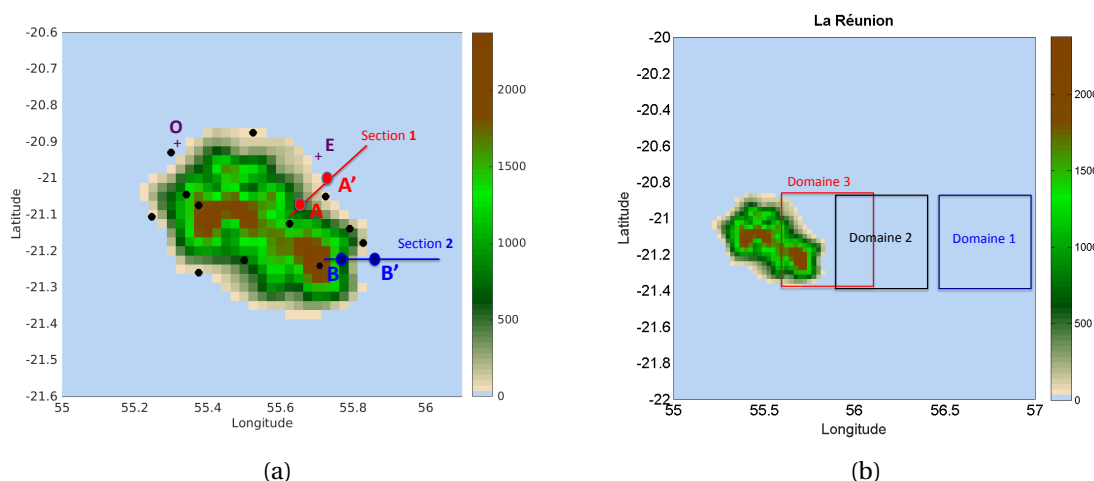 -20.6
-20.7
-20.8
-20.9
-21
-21.1
-21.2
-21.3
-21.4
-21.5
-21.6
Latitude
55
55.2
55.4
55.6
55.8
56
Longitude
O
E
Section 1
A'
A
Section 2
B
B'
2000
1500
1000
500
0
(a)
La Réunion
-20
-20.2
-20.4
-20.6
-20.8
-21
-21.2
-21.4
-21.6
-21.8
-22
Latitude
55
55.5
56
56.5
57
Longitude
Domaine 3
Domaine 2
Domaine 1
2000
1500
1000
500
0
(b)